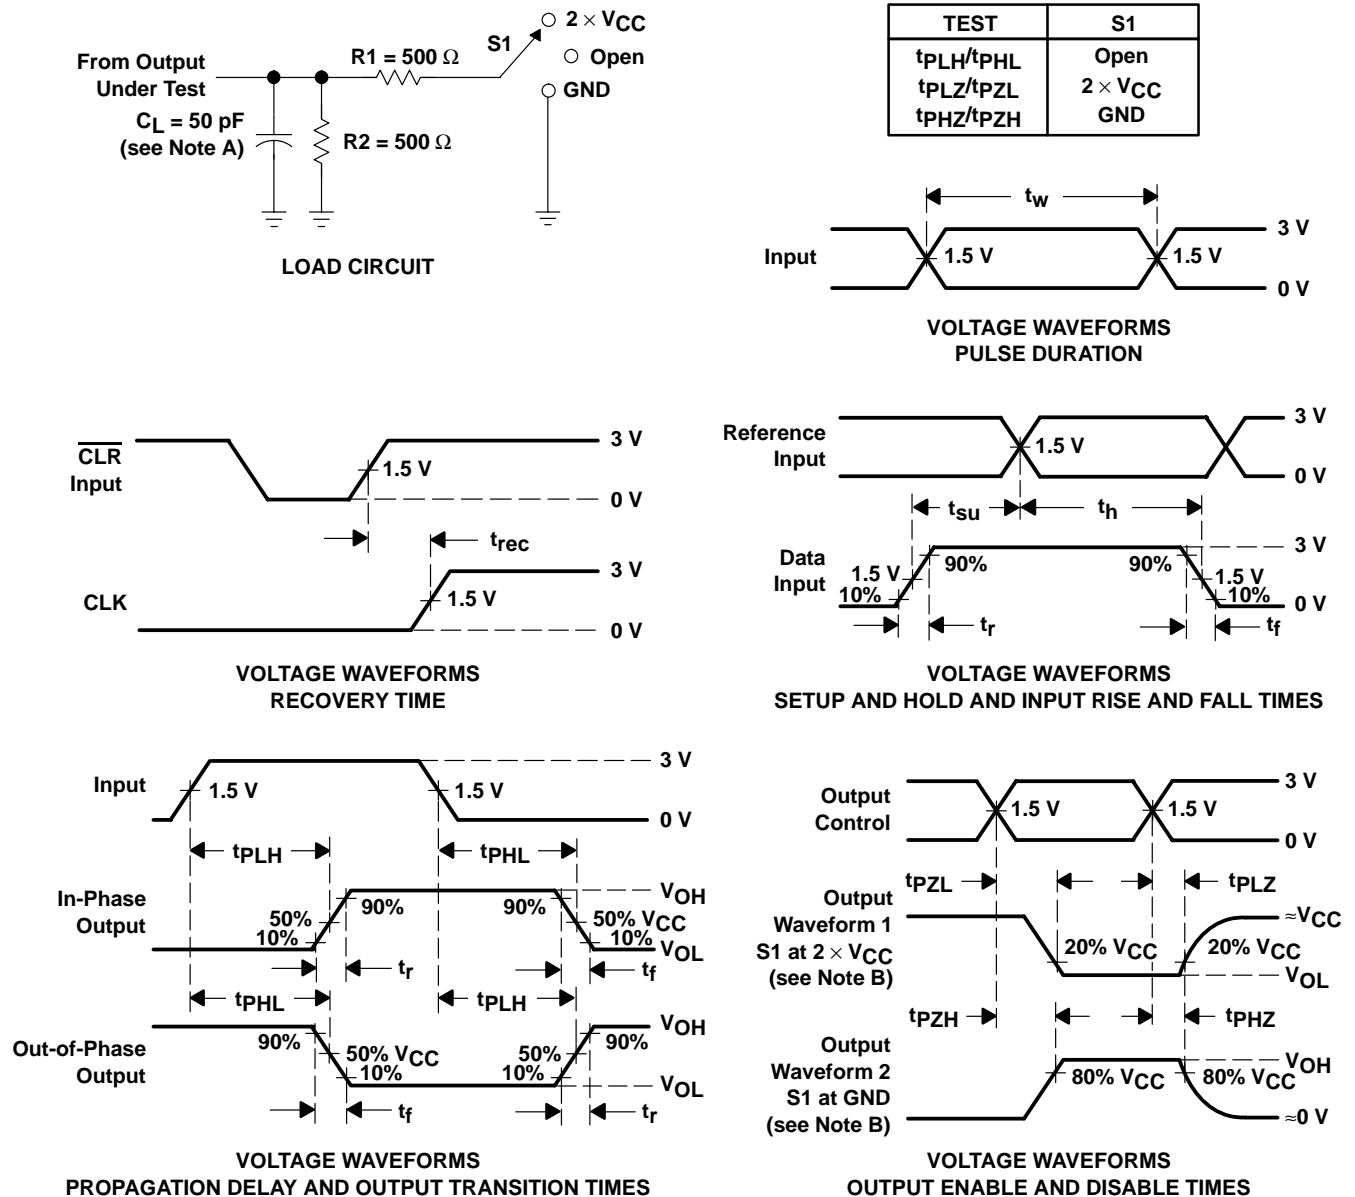 2 × VCC
S1
Open
GND
From Output
Under Test
R1 = 500 Ω
CL = 50 pF
(see Note A)
R2 = 500 Ω
LOAD CIRCUIT
TEST S1
tPLH/tPHL Open
tPLZ/tPZL 2 × VCC
tPHZ/tPZH GND
tw
Input
1.5 V
1.5 V
3 V
0 V
VOLTAGE WAVEFORMS
PULSE DURATION
CLR
Input
1.5 V
3 V
0 V
trec
CLK
1.5 V
3 V
0 V
VOLTAGE WAVEFORMS
RECOVERY TIME
Reference
Input
1.5 V
3 V
0 V
tsu
th
Data
Input
1.5 V
10%
90%
90%
1.5 V
10%
3 V
0 V
tr
tf
VOLTAGE WAVEFORMS
SETUP AND HOLD AND INPUT RISE AND FALL TIMES
Input
1.5 V
1.5 V
3 V
0 V
tPLH
tPHL
In-Phase
Output
50%
10%
90%
90%
50% VCC
10%
VOH
VOL
tr
tf
tPHL
tPLH
Out-of-Phase
Output
90%
50% VCC
10%
50%
10%
90%
VOH
VOL
tf
tr
VOLTAGE WAVEFORMS
PROPAGATION DELAY AND OUTPUT TRANSITION TIMES
Output
Control
1.5 V
1.5 V
3 V
0 V
tPZL
tPLZ
Output
Waveform 1
S1 at 2 × VCC
(see Note B)
20% VCC
20% VCC
≈VCC
VOL
tPZH
tPHZ
Output
Waveform 2
S1 at GND
(see Note B)
80% VCC
80% VCC
VOH
≈0 V
VOLTAGE WAVEFORMS
OUTPUT ENABLE AND DISABLE TIMES